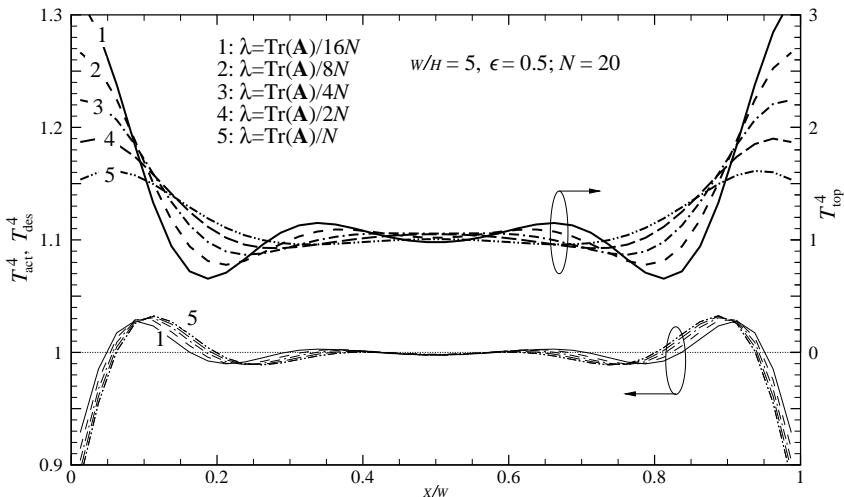 1.3
1.2
1.1
1
0.9
T⁴act, T⁴des
3
2
1
0
T⁴top
1
2
3
4
5
1: λ=Tr(A)/16N
2: λ=Tr(A)/8N
3: λ=Tr(A)/4N
4: λ=Tr(A)/2N
5: λ=Tr(A)/N
W/H = 5, ϵ = 0.5; N = 20
5
1
0
0.2
0.4
0.6
0.8
1
X/W